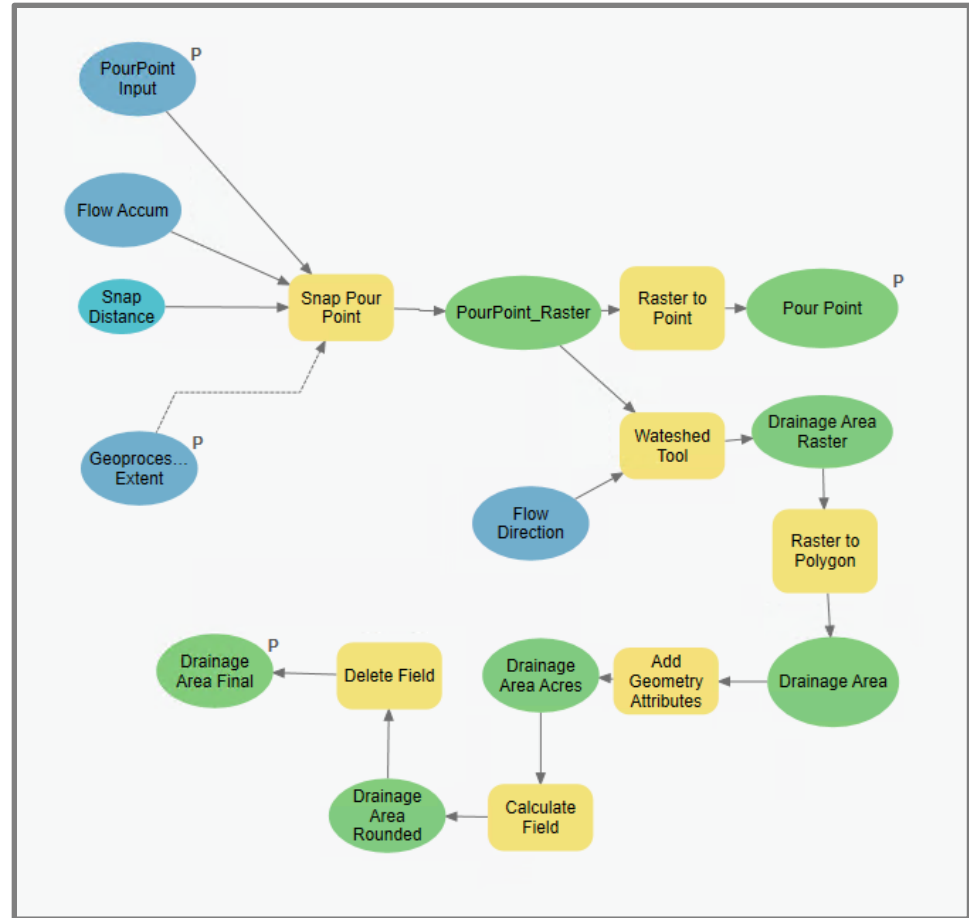 PourPoint
Input
P
Flow Accum
Snap
Distance
Snap Pour
Point
PourPoint_Raster
Raster to
Point
Pour Point
P
Geoproces...
Extent
P
Wateshed
Tool
Drainage Area
Raster
Flow
Direction
Raster to
Polygon
Drainage
Area Final
P
Delete Field
Drainage
Area Acres
Add
Geometry
Attributes
Drainage Area
Drainage
Area
Rounded
Calculate
Field